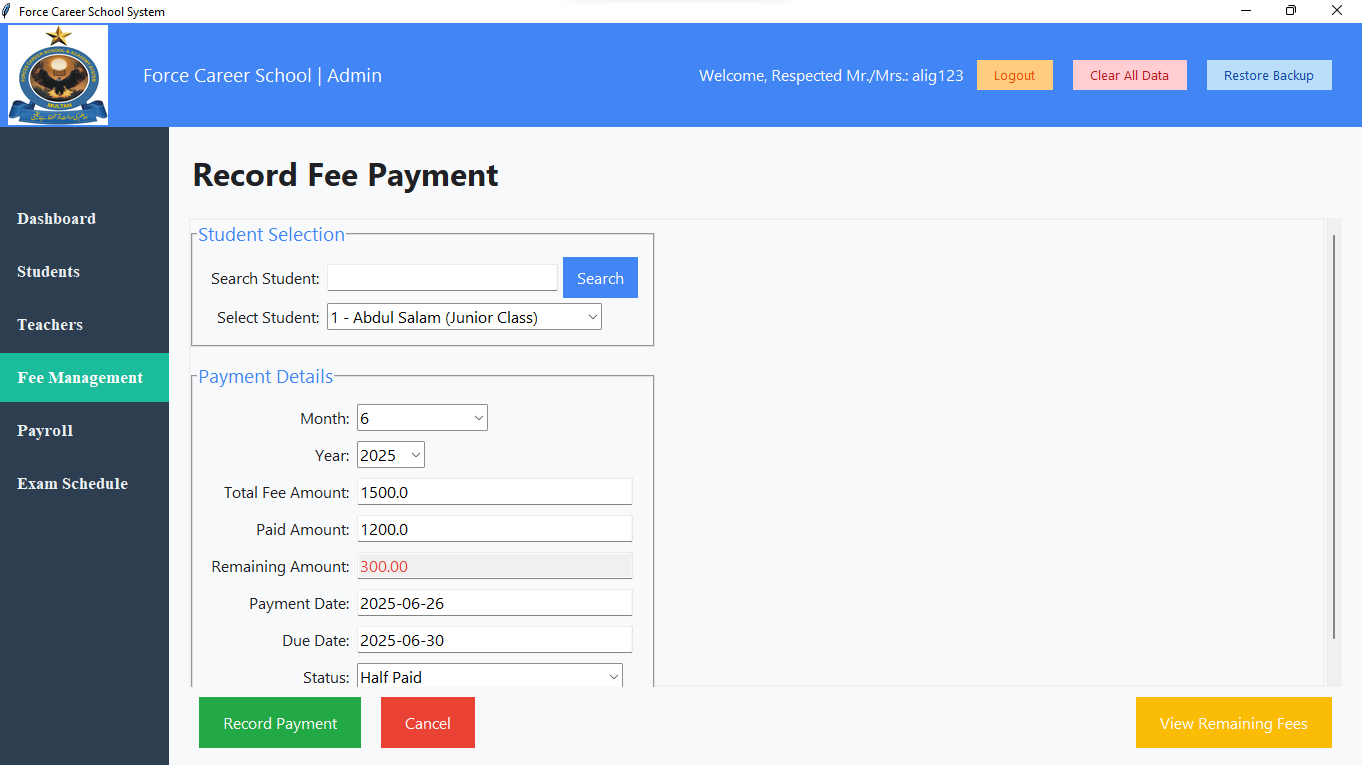 Force Career School System
FORCE CAREER SCHOOL & ACADEMY SYSTEM
MULTAN
Force Career School | Admin
Welcome, Respected Mr./Mrs.: alig123
Logout
Clear All Data
Restore Backup
Dashboard
Students
Teachers
Fee Management
Payroll
Exam Schedule
Record Fee Payment
Student Selection
Search Student:
Search
Select Student: 1 - Abdul Salam (Junior Class)
Payment Details
Month: 6
Year: 2025
Total Fee Amount: 1500.0
Paid Amount: 1200.0
Remaining Amount: 300.00
Payment Date: 2025-06-26
Due Date: 2025-06-30
Status: Half Paid
Record Payment
Cancel
View Remaining Fees